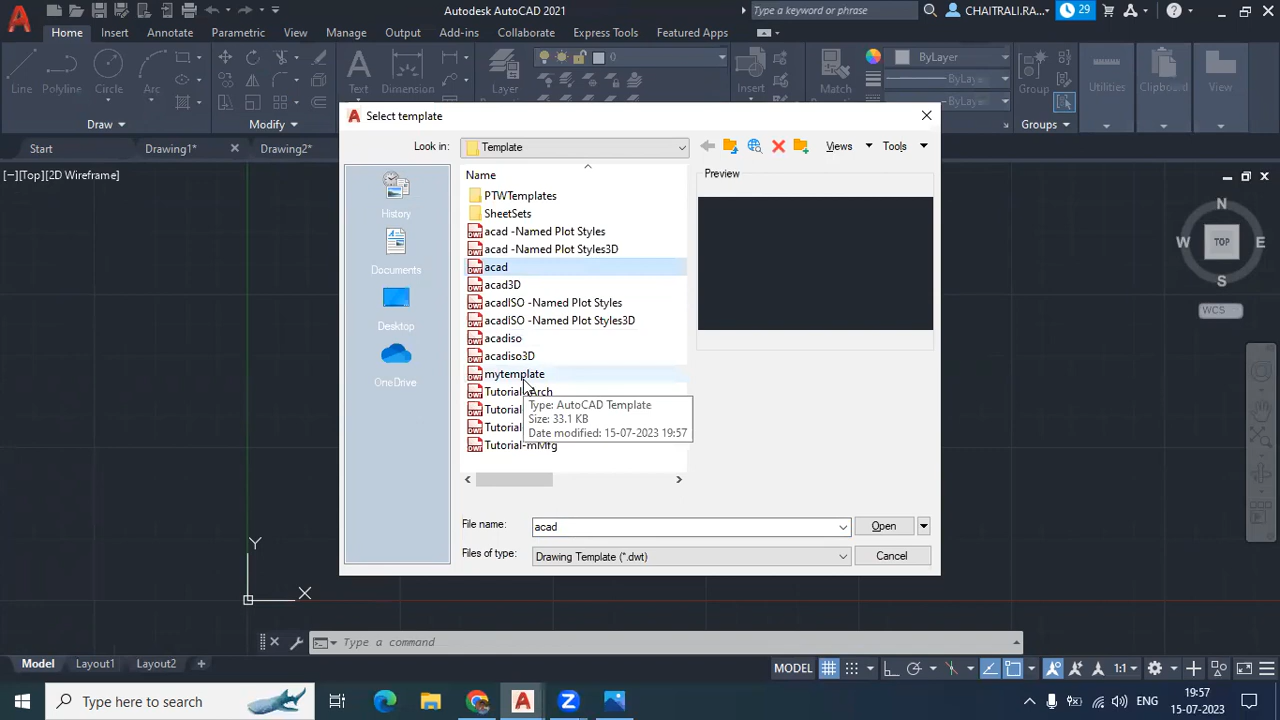 Autodesk AutoCAD 2021
Type a keyword or phrase
CHAITRALI.RA...
29
Home
Insert
Annotate
Parametric
View
Manage
Output
Add-ins
Collaborate
Express Tools
Featured Apps
Line
Polyline
Circle
Arc
Text
Dimension
Layer
0
Insert
Match
ByLayer
ByLayer...
ByLayer
Group
Utilities
Clipboard
View
Draw
Modify
Groups
Start
Drawing1*
Drawing2*
[−][Top][2D Wireframe]
Select template
Look in:
Template
Views
Tools
Name
Preview
PTWTemplates
SheetSets
acad -Named Plot Styles
acad -Named Plot Styles3D
acad
acad3D
acadISO -Named Plot Styles
acadISO -Named Plot Styles3D
acadiso
acadiso3D
mytemplate
Tutorial-iArch
Tutorial
Tutorial-
Tutorial-mMfg
Type: AutoCAD Template
Size: 33.1 KB
Date modified: 15-07-2023 19:57
History
Documents
Desktop
OneDrive
File name:
acad
Open
Files of type:
Drawing Template (*.dwt)
Cancel
N
W
TOP
E
S
WCS
Y
X
Type a command
Model
Layout1
Layout2
MODEL
1:1
Type here to search
ENG
19:57
15-07-2023